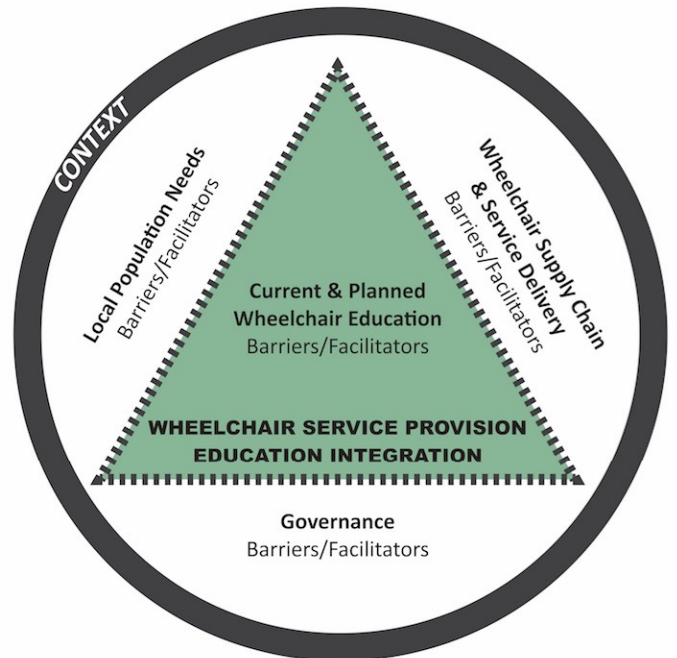 CONTEXT
Local Population Needs
Barriers/Facilitators
Wheelchair Supply Chain
& Service Delivery
Barriers/Facilitators
Current & Planned
Wheelchair Education
Barriers/Facilitators
WHEELCHAIR SERVICE PROVISION
EDUCATION INTEGRATION
Governance
Barriers/Facilitators